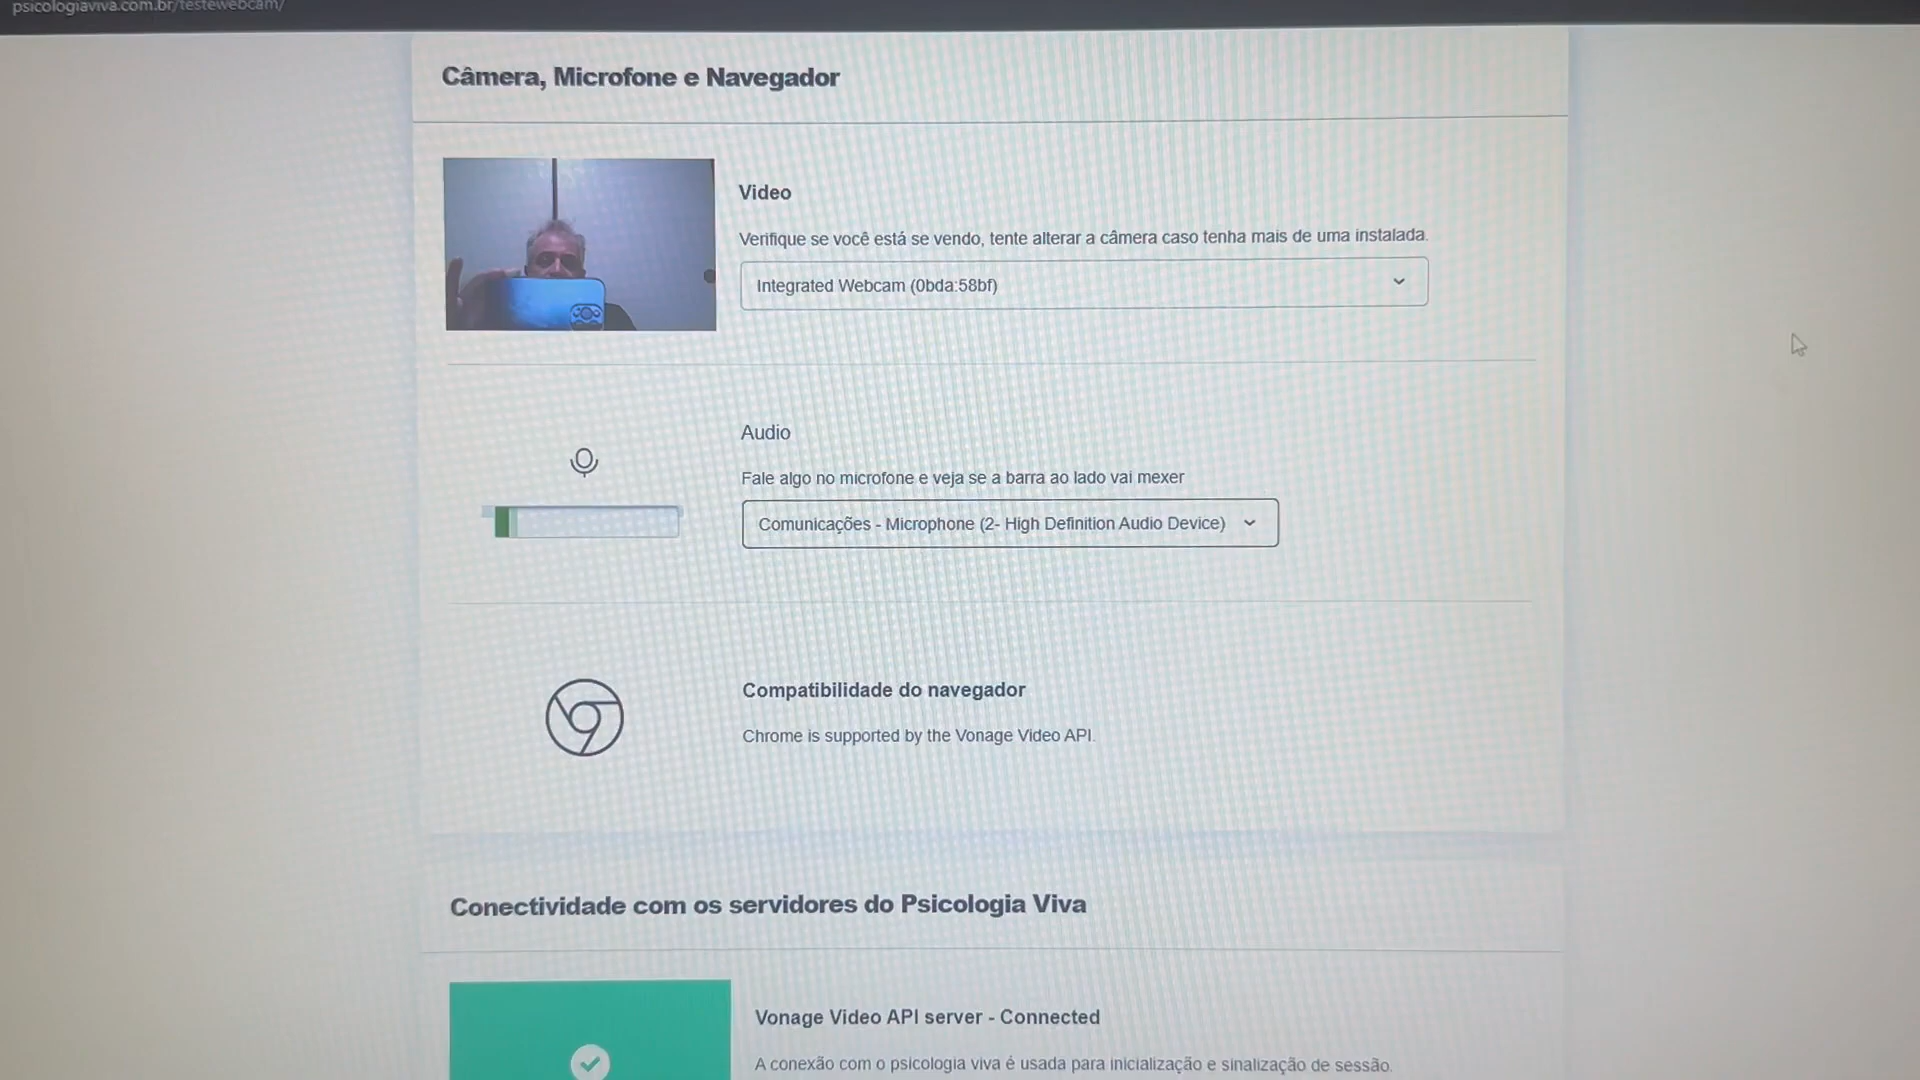 psicologiaviva.com.br/testewebcam/
Câmera, Microfone e Navegador
Video
Verifique se você está se vendo, tente alterar a câmera caso tenha mais de uma instalada.
Integrated Webcam (0bda:58bf)
Audio
Fale algo no microfone e veja se a barra ao lado vai mexer
Comunicações - Microphone (2- High Definition Audio Device)
Compatibilidade do navegador
Chrome is supported by the Vonage Video API.
Conectividade com os servidores do Psicologia Viva
Vonage Video API server - Connected
A conexão com o psicologia viva é usada para inicialização e sinalização de sessão.